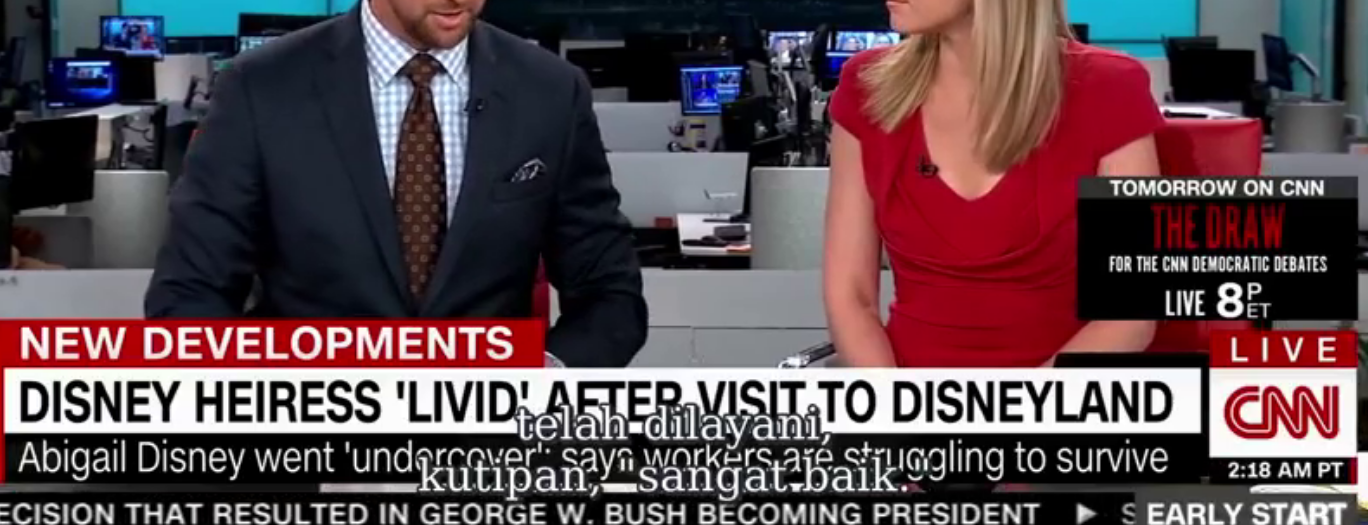 TOMORROW ON CNN
THE DRAW
FOR THE CNN DEMOCRATIC DEBATES
LIVE 8P ET
NEW DEVELOPMENTS
LIVE
DISNEY HEIRESS 'LIVID' AFTER VISIT TO DISNEYLAND
CNN
telah dilayani,
Abigail Disney went 'undercover'; says workers are struggling to survive
kutipan, "sangat baik."
2:18 AM PT
ECISION THAT RESULTED IN GEORGE W. BUSH BECOMING PRESIDENT ▶ S
EARLY START